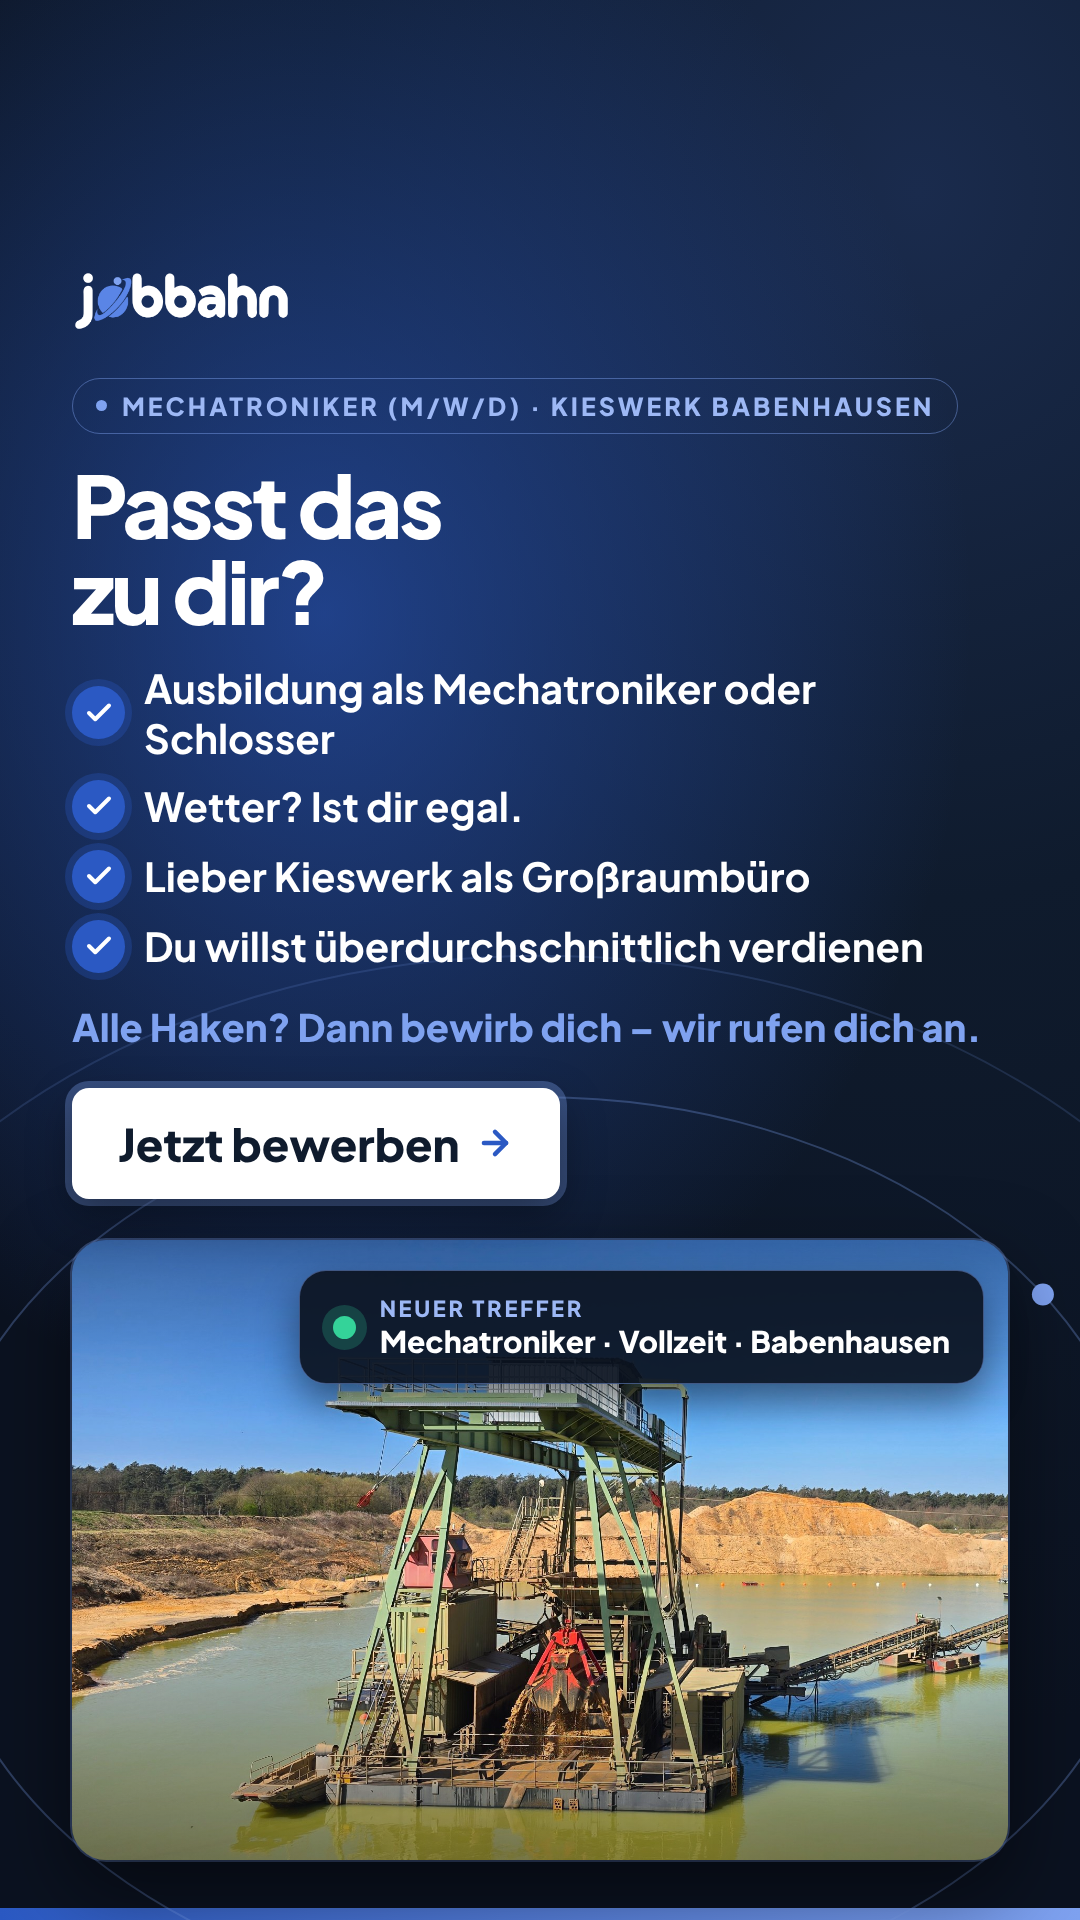 jobbahn
MECHATRONIKER (M/W/D) · KIESWERK BABENHAUSEN
Passt das
zu dir?
Ausbildung als Mechatroniker oder
Schlosser
Wetter? Ist dir egal.
Lieber Kieswerk als Großraumbüro
Du willst überdurchschnittlich verdienen
Alle Haken? Dann bewirb dich – wir rufen dich an.
Jetzt bewerben →
NEUER TREFFER
Mechatroniker · Vollzeit · Babenhausen